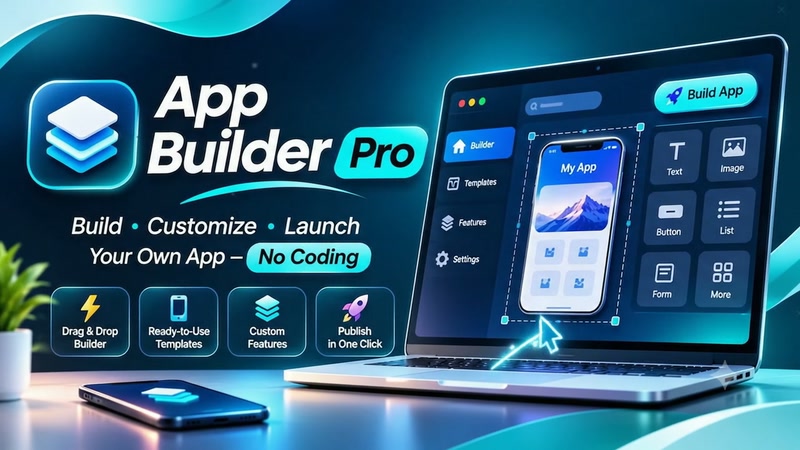 App
Builder Pro
Build • Customize • Launch
Your Own App – No Coding
Drag & Drop
Builder
Ready-to-Use
Templates
Custom
Features
Publish
in One Click
Build App
Builder
Templates
Features
Settings
My App
Text
Image
Button
List
Form
More